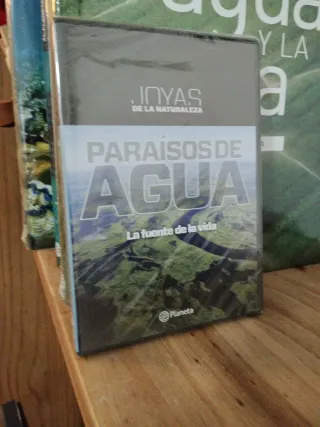 agua
Y LA
a
JOYAS
DE LA NATURALEZA
PARAÍSOS DE
AGUA
La fuente de la vida
Planeta